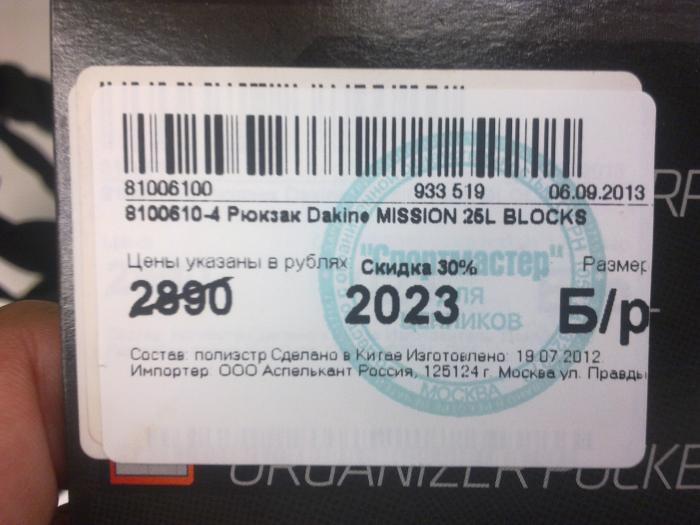 81006100 933 519 06.09.2013
8100610-4 Рюкзак Dakine MISSION 25L BLOCKS
Цены указаны в рублях Скидка 30% Размер
2890 2023 Б/р
"Спортмастер"
для
ценников
МОСКВА
Состав: полиэстр Сделано в Китае Изготовлено: 19.07.2012
Импортер: ООО Аспелькант Россия, 125124 г. Москва ул. Правды
ORGANIZER POCKE